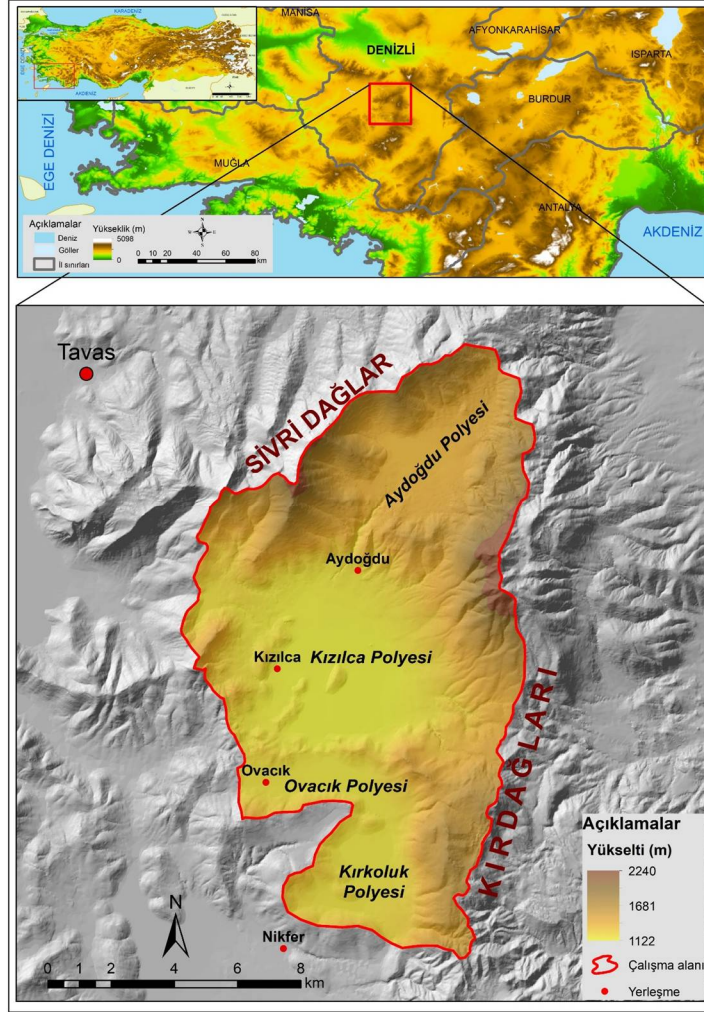 KARADENİZ
EGE DENİZİ
AKDENİZ
MANİSA
AFYONKARAHİSAR
DENİZLİ
ISPARTA
BURDUR
EGE DENİZİ
MUĞLA
ANTALYA
AKDENİZ
Açıklamalar
Deniz
Göller
İl sınırları
Yükseklik (m)
5098
0
N
0 10 20 40 60 80
km
Tavas
SİVRİ DAĞLAR
Aydoğdu Polyesi
Aydoğdu
Kızılca
Kızılca Polyesi
Ovacık
Ovacık Polyesi
KIRDAĞLARI
Kırkoluk
Polyesi
N
Nikfer
0 2 4 6 8
km
Açıklamalar
Yükselti (m)
2240
1681
1122
Çalışma alanı
Yerleşme